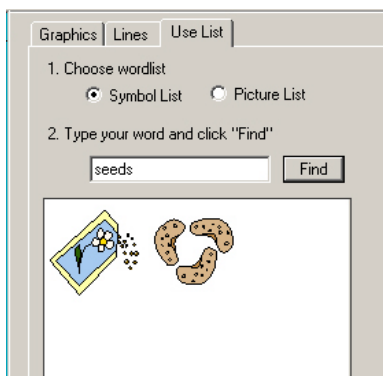 Graphics Lines Use List
1. Choose wordlist
Symbol List Picture List
2. Type your word and click "Find"
seeds Find